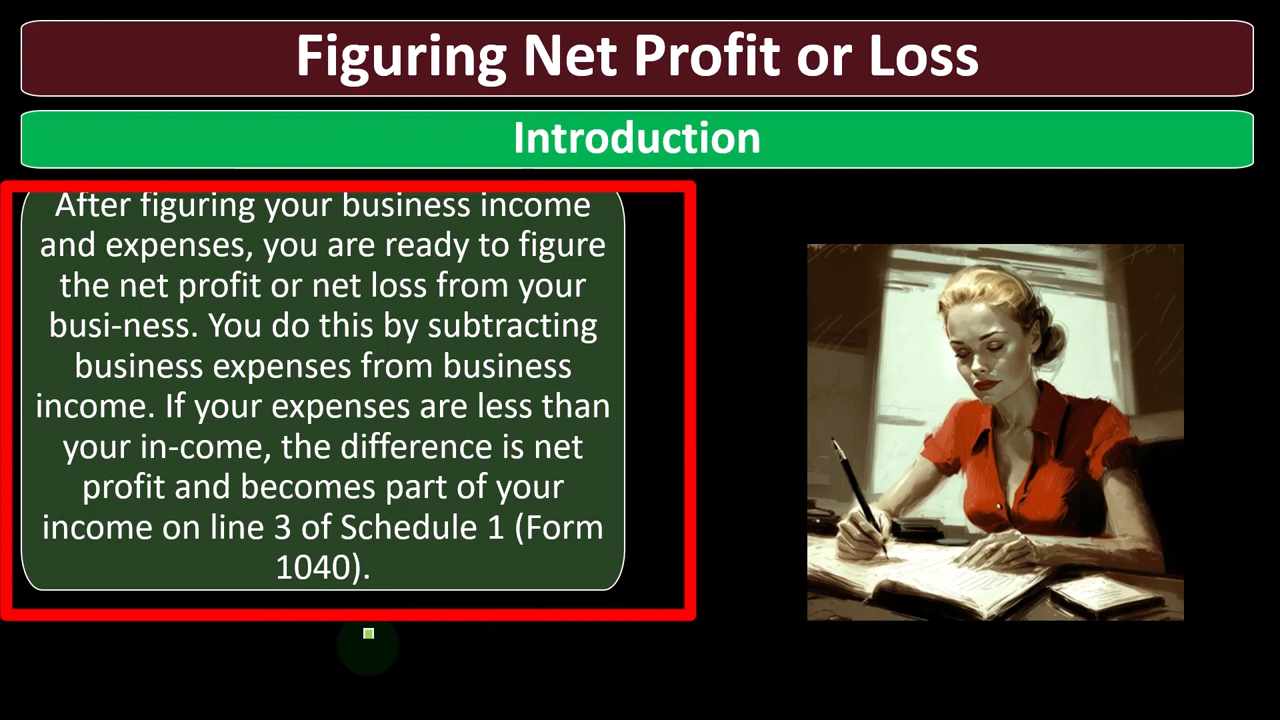 Figuring Net Profit or Loss
Introduction
After figuring your business income
and expenses, you are ready to figure
the net profit or net loss from your
busi-ness. You do this by subtracting
business expenses from business
income. If your expenses are less than
your in-come, the difference is net
profit and becomes part of your
income on line 3 of Schedule 1 (Form
1040).